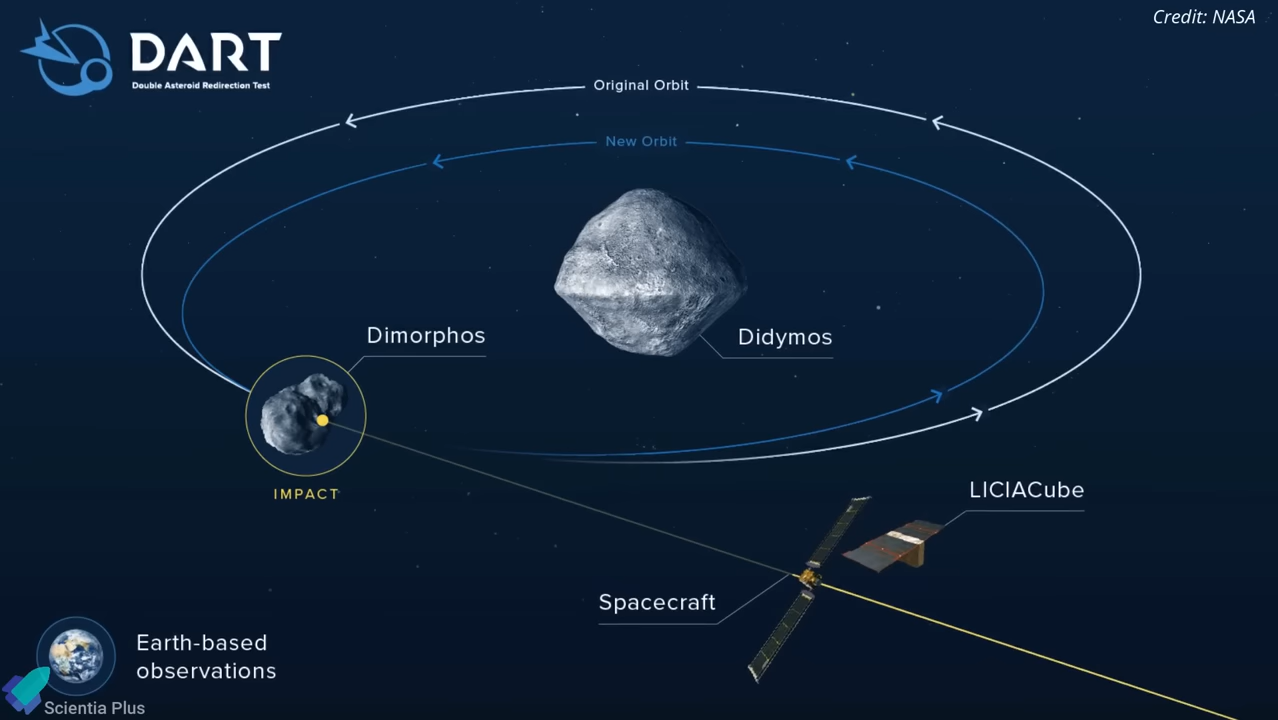 Credit: NASA
DART
Double Asteroid Redirection Test
Original Orbit
New Orbit
Dimorphos
Didymos
IMPACT
LICIACube
Spacecraft
Earth-based
observations
Scientia Plus